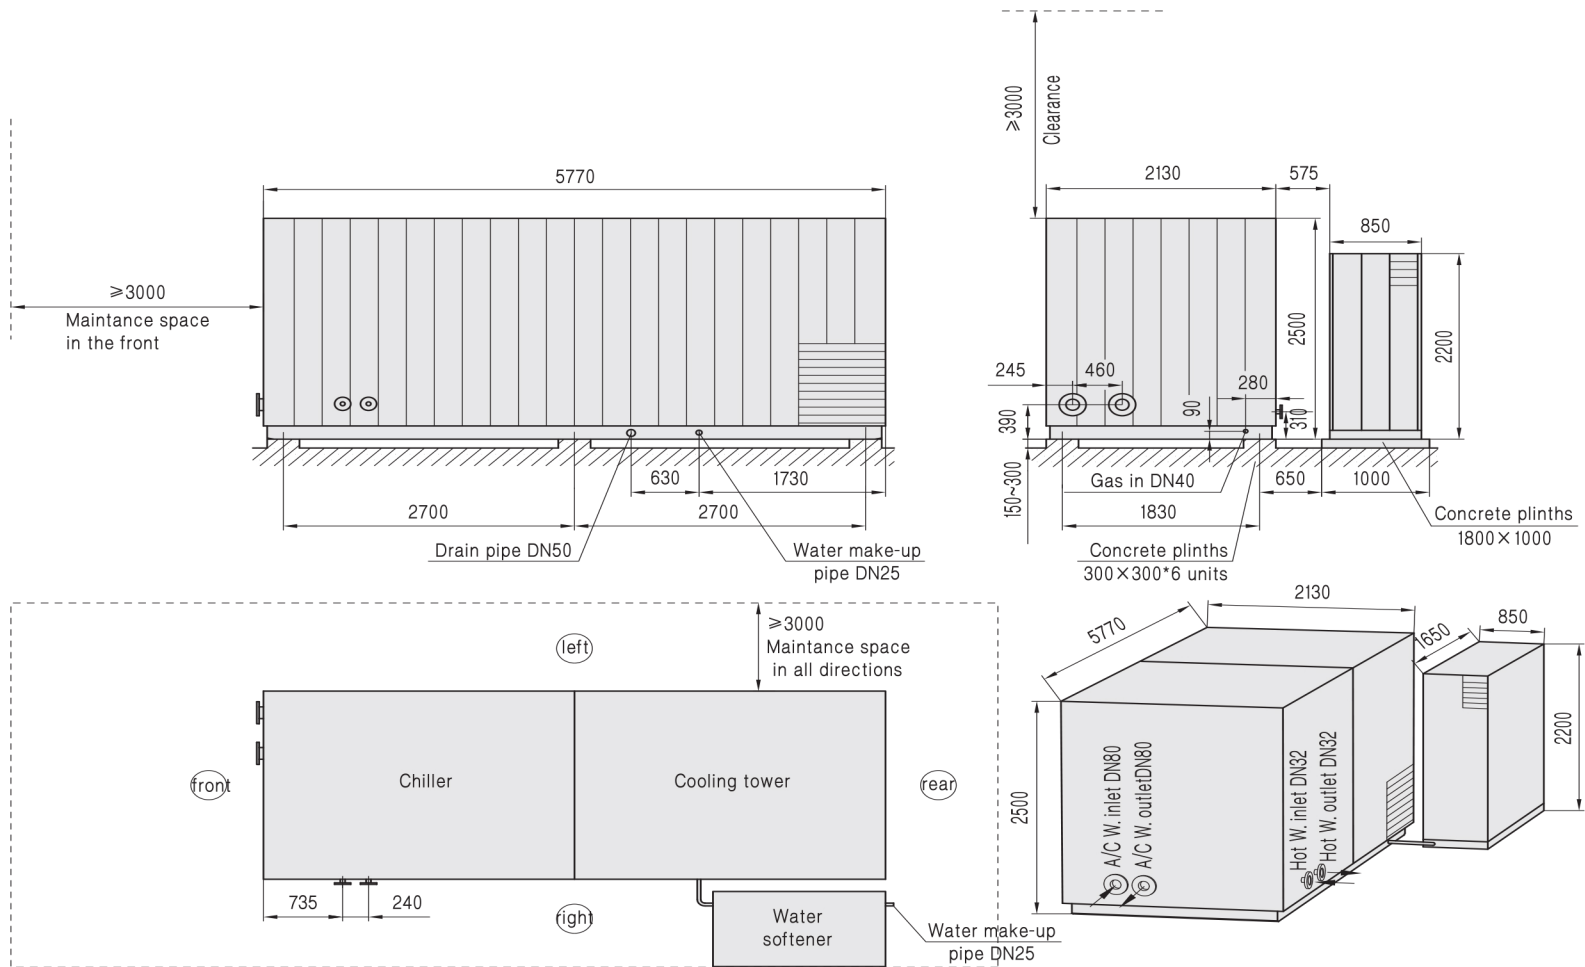 ≥3000
Clearance
5770
2130
575
850
≥3000
Maintance space
in the front
2500
2200
245
460
280
90
390
310
150~300
630
1730
Gas in DN40
650
1000
2700
2700
1830
Drain pipe DN50
Water make-up
pipe DN25
Concrete plinths
300×300*6 units
Concrete plinths
1800×1000
left
≥3000
Maintance space
in all directions
front
Chiller
Cooling tower
rear
735
240
right
Water
softener
Water make-up
pipe DN25
5770
2130
1650
850
2500
2200
A/C W. inlet DN80
A/C W. outletDN80
Hot W. inlet DN32
Hot W. outlet DN32